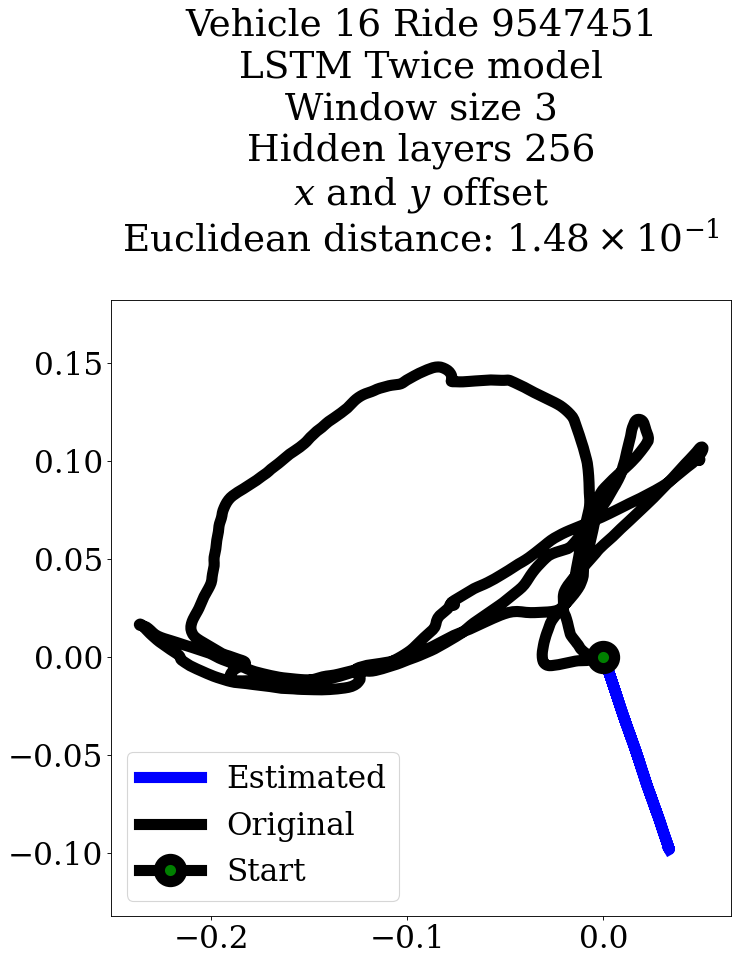 Vehicle 16 Ride 9547451
LSTM Twice model
Window size 3
Hidden layers 256
x and y offset
Euclidean distance: 1.48 × 10⁻¹
0.15
0.10
0.05
0.00
−0.05
−0.10
Estimated
Original
Start
−0.2 −0.1 0.0